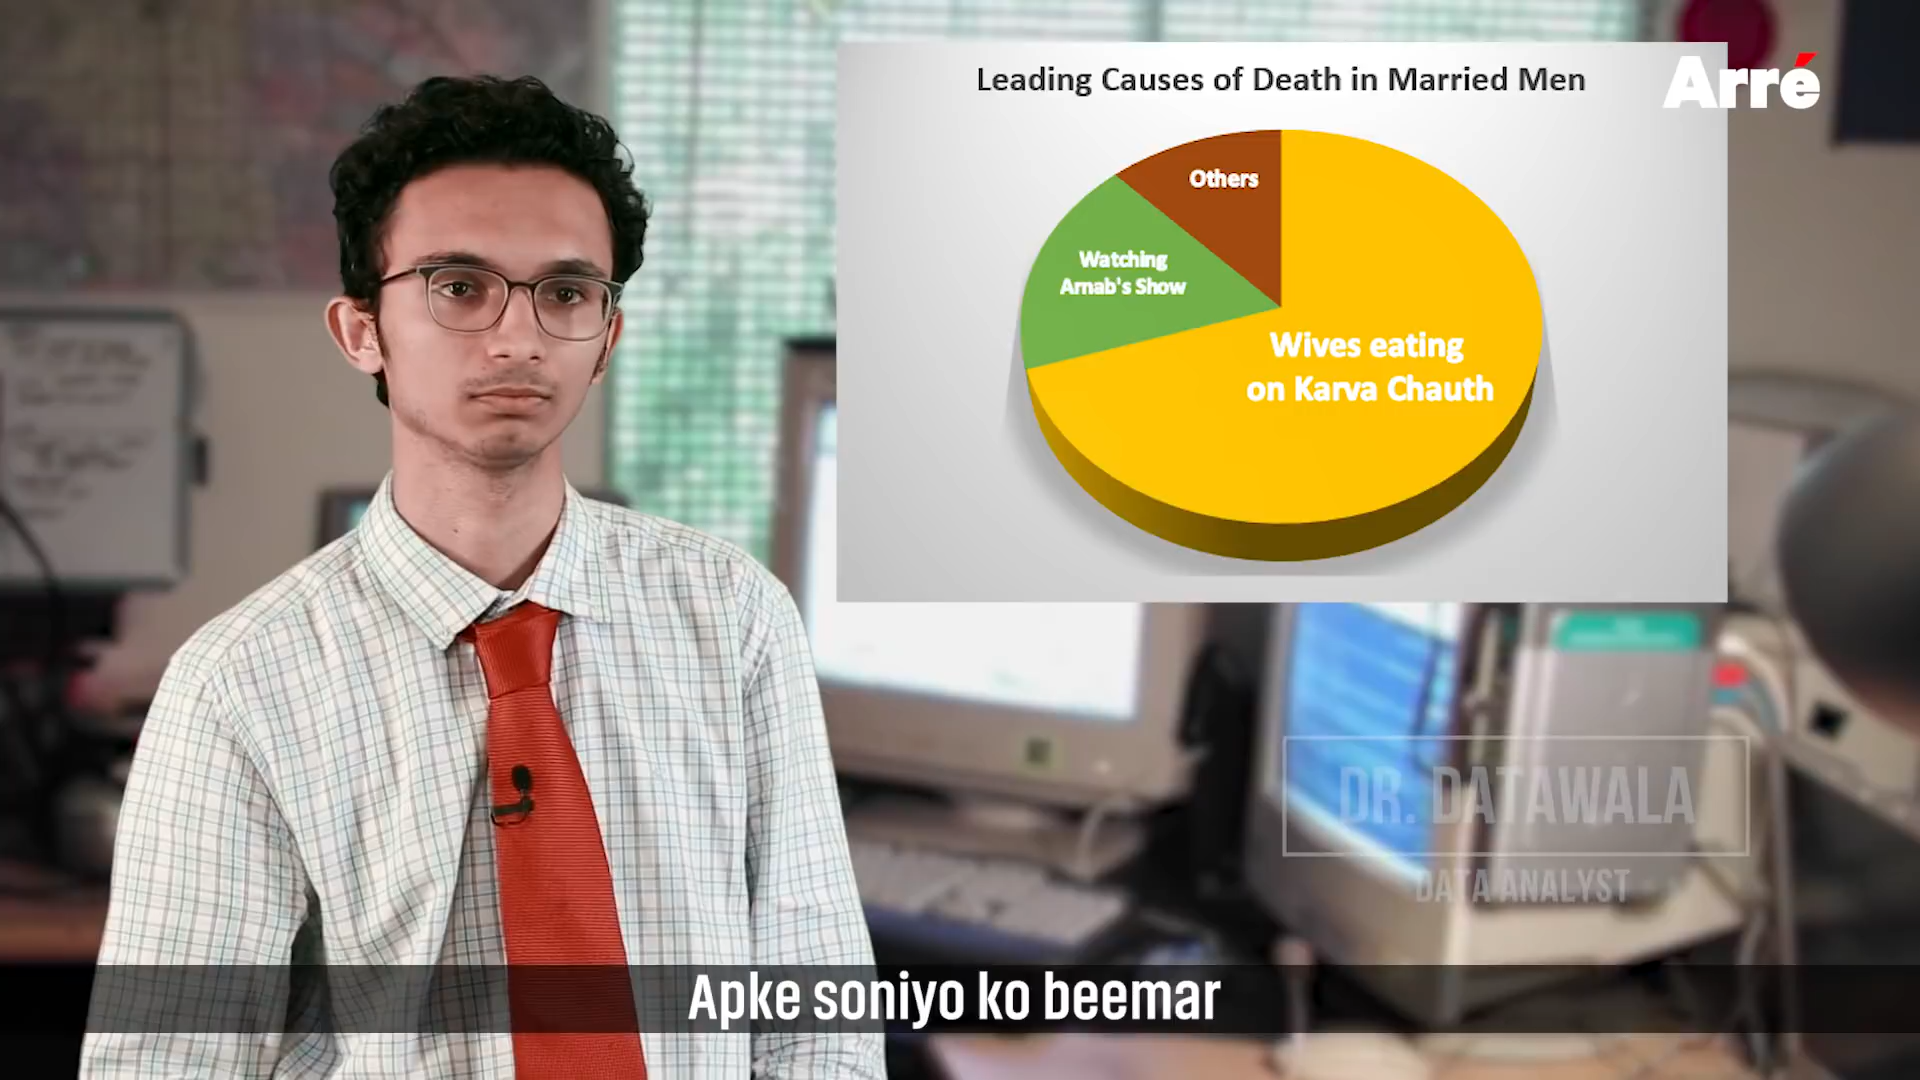 Leading Causes of Death in Married Men
Arré
Others
Watching
Arnab's Show
Wives eating
on Karva Chauth
DR. DATAWALA
DATA ANALYST
Apke soniyo ko beemar